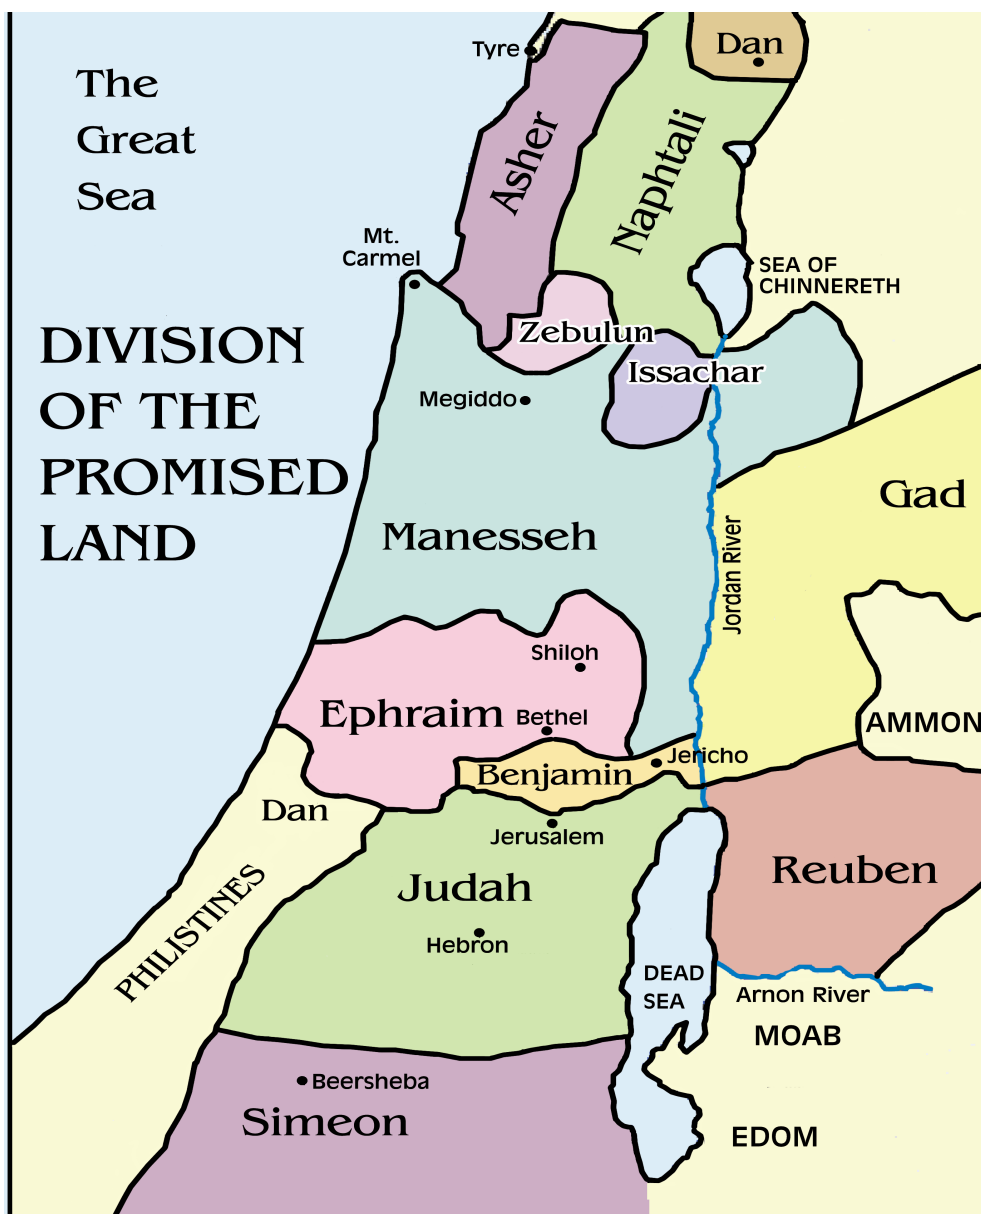 The
Great
Sea
Tyre
Dan
Asher
Naphtali
Mt.
Carmel
SEA OF
CHINNERETH
DIVISION
OF THE
PROMISED
LAND
Zebulun
Issachar
Megiddo
Gad
Manesseh
Jordan River
Shiloh
Ephraim
Bethel
AMMON
Jericho
Benjamin
Dan
Jerusalem
Reuben
PHILISTINES
Judah
Hebron
DEAD
SEA
Arnon River
MOAB
Beersheba
Simeon
EDOM